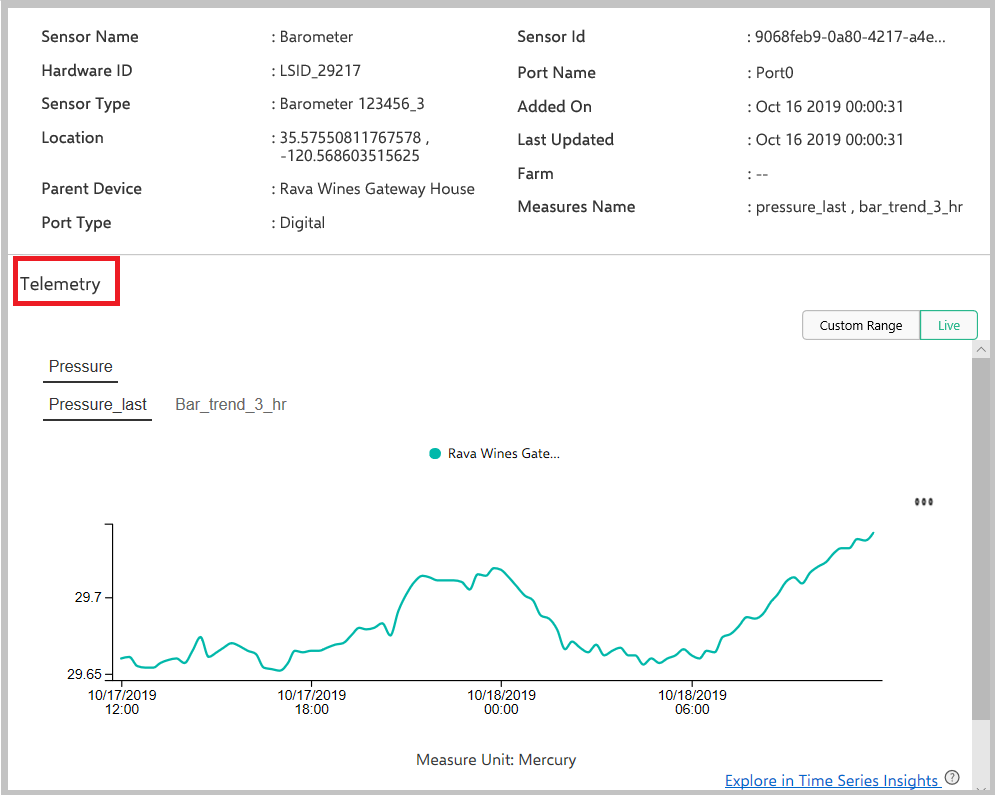 Sensor Name : Barometer
Hardware ID : LSID_29217
Sensor Type : Barometer 123456_3
Location : 35.57550811767578 ,
-120.568603515625
Parent Device : Rava Wines Gateway House
Port Type : Digital
Sensor Id : 9068feb9-0a80-4217-a4e...
Port Name : Port0
Added On : Oct 16 2019 00:00:31
Last Updated : Oct 16 2019 00:00:31
Farm : --
Measures Name : pressure_last , bar_trend_3_hr
Telemetry
Custom Range Live
Pressure
Pressure_last Bar_trend_3_hr
Rava Wines Gate...
29.7
29.65
10/17/2019 10/17/2019 10/18/2019 10/18/2019
12:00 18:00 00:00 06:00
Measure Unit: Mercury
Explore in Time Series Insights ?